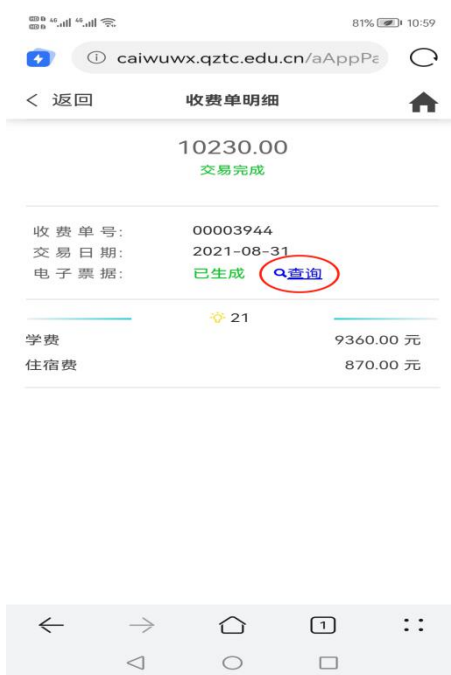 81% 10:59
caiwuwx.qztc.edu.cn/aAppPa
返回 收费单明细
10230.00
交易完成
收费单号: 00003944
交易日期: 2021-08-31
电子票据: 已生成 查询
21
学费 9360.00 元
住宿费 870.00 元
1